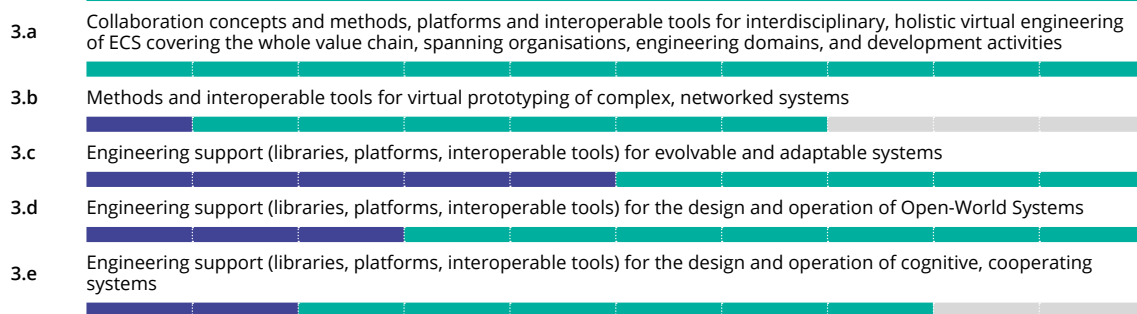 3.a Collaboration concepts and methods, platforms and interoperable tools for interdisciplinary, holistic virtual engineering
of ECS covering the whole value chain, spanning organisations, engineering domains, and development activities
3.b Methods and interoperable tools for virtual prototyping of complex, networked systems
3.c Engineering support (libraries, platforms, interoperable tools) for evolvable and adaptable systems
3.d Engineering support (libraries, platforms, interoperable tools) for the design and operation of Open-World Systems
3.e Engineering support (libraries, platforms, interoperable tools) for the design and operation of cognitive, cooperating
systems